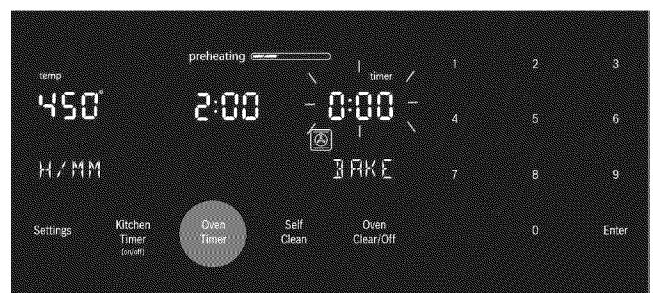 preheating
temp
timer
450°
2:00
0:00
H/MM
BAKE
1 2 3
4 5 6
7 8 9
0 Enter
Settings
Kitchen
Timer
(on/off)
Oven
Timer
Self
Clean
Oven
Clear/Off